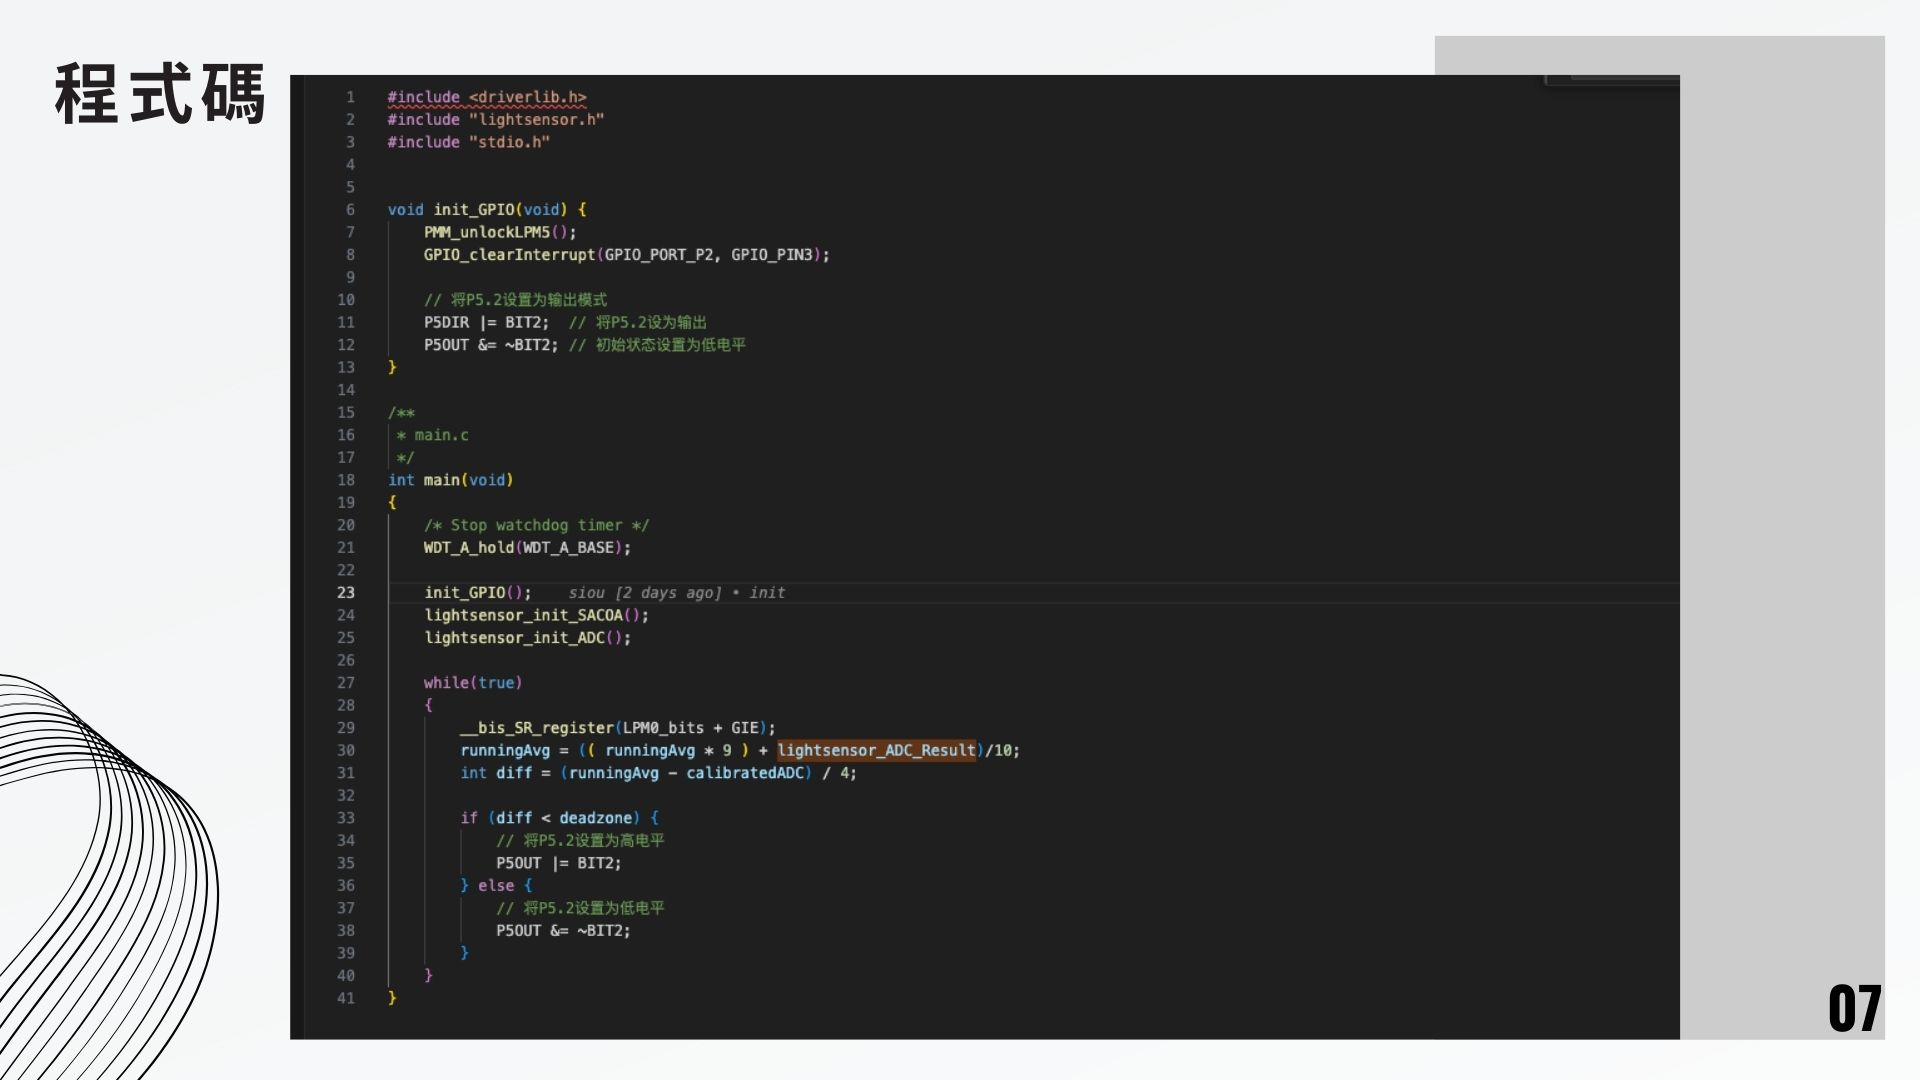 程式碼
1 #include <driverlib.h>
2 #include "lightsensor.h"
3 #include "stdio.h"
4
5
6 void init_GPIO(void) {
7 PMM_unlockLPM5();
8 GPIO_clearInterrupt(GPIO_PORT_P2, GPIO_PIN3);
9
10 // 将P5.2设置为输出模式
11 P5DIR |= BIT2; // 将P5.2设为输出
12 P5OUT &= ~BIT2; // 初始状态设置为低电平
13 }
14
15 /**
16 * main.c
17 */
18 int main(void)
19 {
20 /* Stop watchdog timer */
21 WDT_A_hold(WDT_A_BASE);
22
23 init_GPIO(); siou [2 days ago] • init
24 lightsensor_init_SACOA();
25 lightsensor_init_ADC();
26
27 while(true)
28 {
29 __bis_SR_register(LPM0_bits + GIE);
30 runningAvg = (( runningAvg * 9 ) + lightsensor_ADC_Result)/10;
31 int diff = (runningAvg - calibratedADC) / 4;
32
33 if (diff < deadzone) {
34 // 将P5.2设置为高电平
35 P5OUT |= BIT2;
36 } else {
37 // 将P5.2设置为低电平
38 P5OUT &= ~BIT2;
39 }
40 }
41 }
07